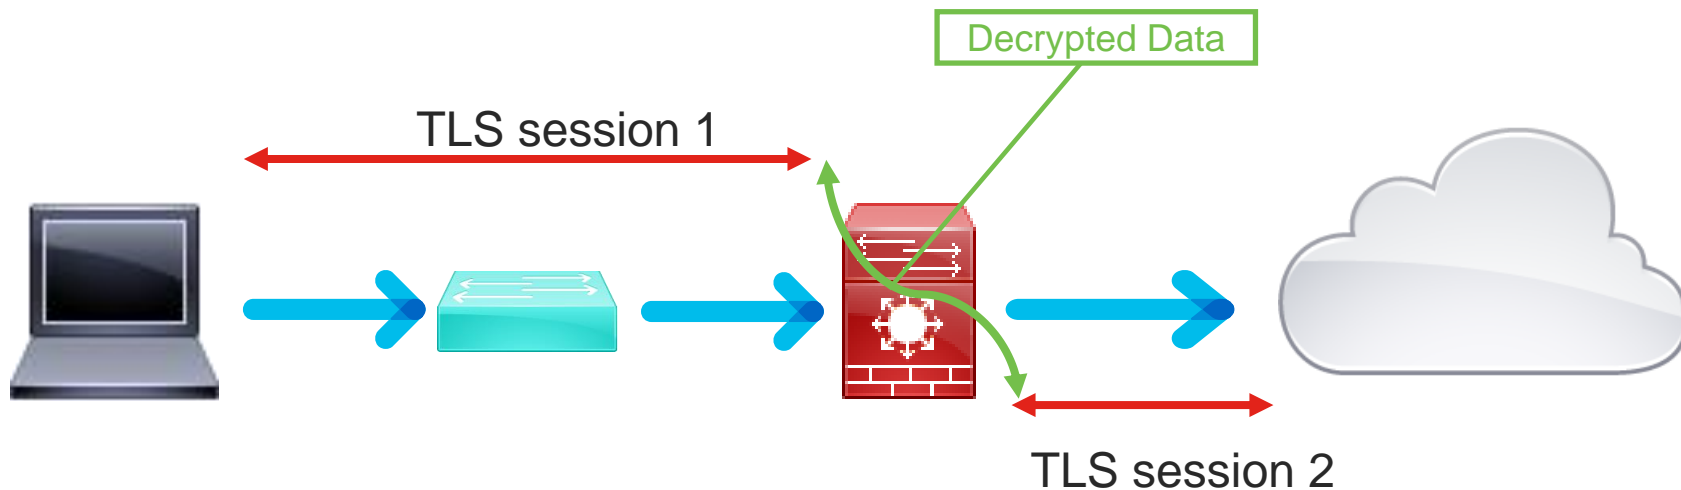 Decrypted Data
TLS session 1
TLS session 2